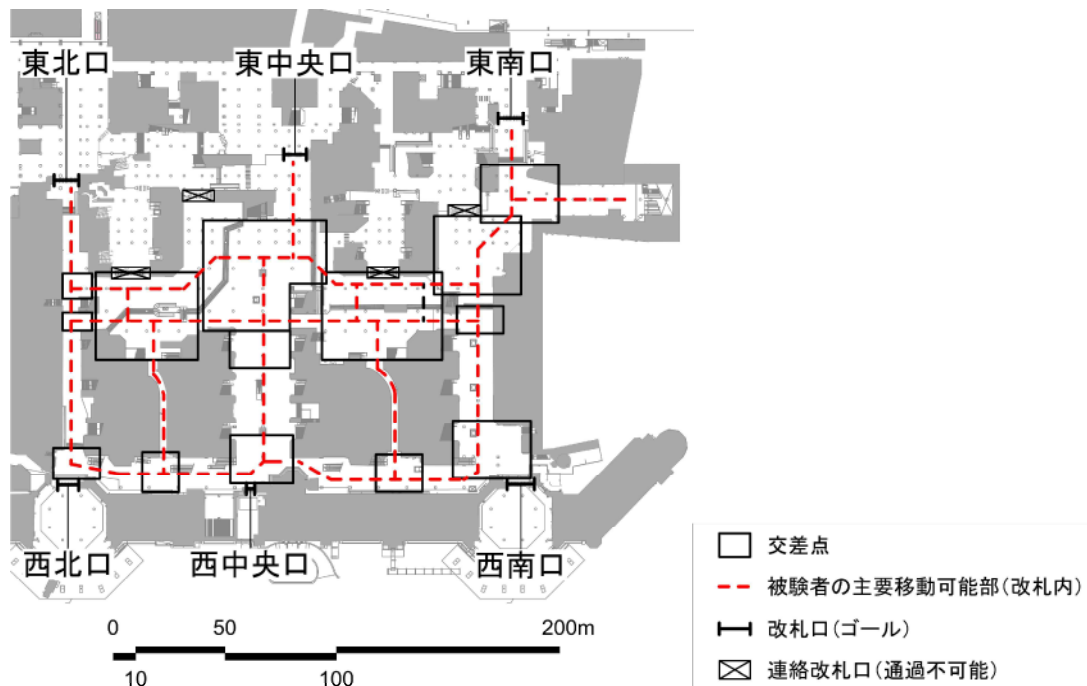 東北口
東中央口
東南口
西北口
西中央口
西南口
交差点
被験者の主要移動可能部(改札内)
改札口(ゴール)
連絡改札口(通過不可能)
0 50 200m
10 100